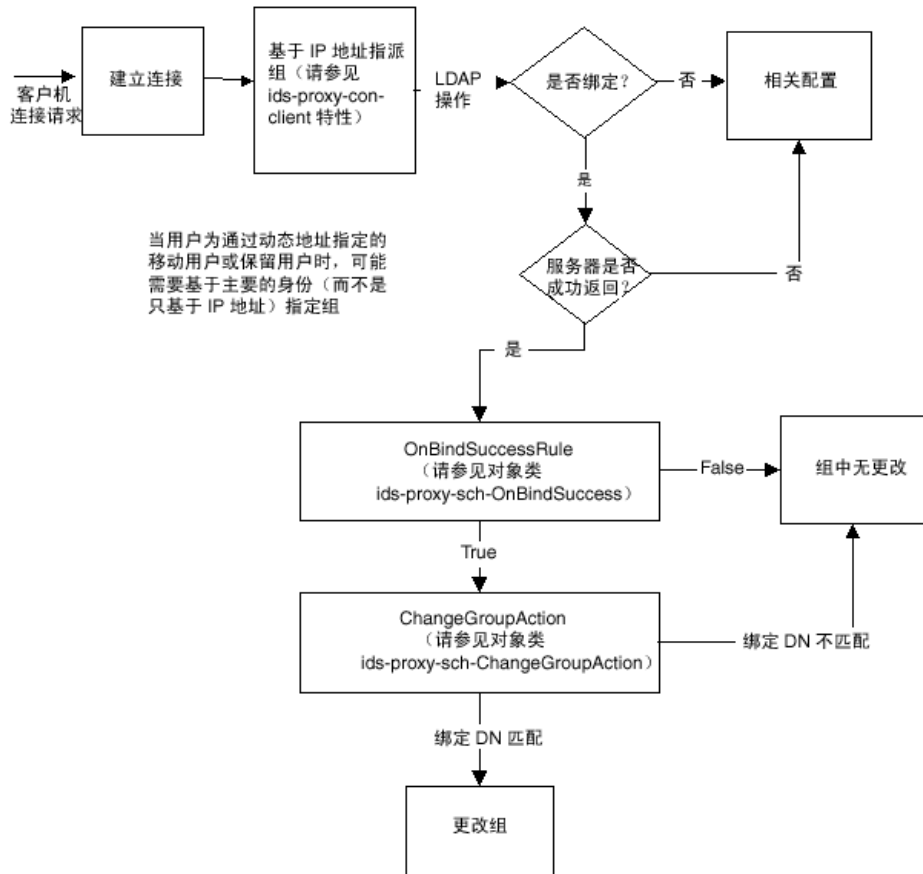 客户机
连接请求
建立连接
基于 IP 地址指派
组（请参见
ids-proxy-con-
client 特性）
LDAP
操作
是否绑定？
否
相关配置
是
当用户为通过动态地址指定的
移动用户或保留用户时，可能
需要基于主要的身份（而不是
只基于 IP 地址）指定组
服务器是否
成功返回？
否
是
OnBindSuccessRule
（请参见对象类
ids-proxy-sch-OnBindSuccess）
False
组中无更改
True
ChangeGroupAction
（请参见对象类
ids-proxy-sch-ChangeGroupAction）
绑定 DN 不匹配
绑定 DN 匹配
更改组